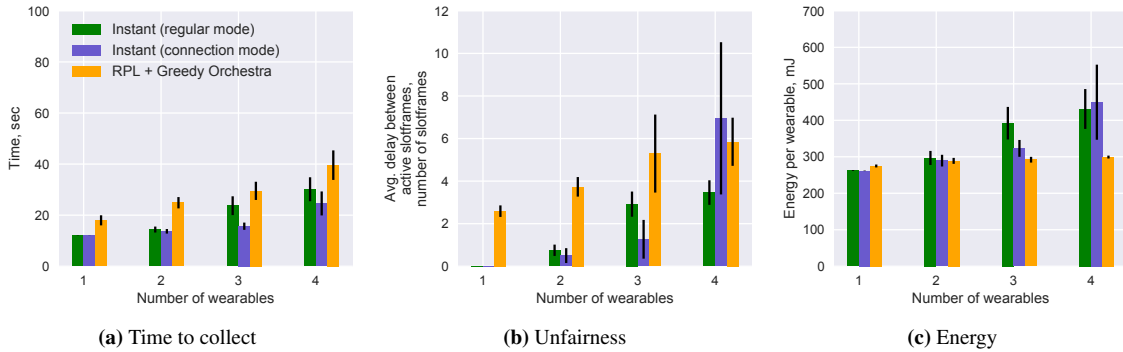 100
80
60
40
20
0
Time, sec
Instant (regular mode)
Instant (connection mode)
RPL + Greedy Orchestra
1 2 3 4
Number of wearables
(a) Time to collect
12
10
8
6
4
2
0
Avg. delay between
active slotframes,
number of slotframes
1 2 3 4
Number of wearables
(b) Unfairness
700
600
500
400
300
200
100
0
Energy per wearable, mJ
1 2 3 4
Number of wearables
(c) Energy